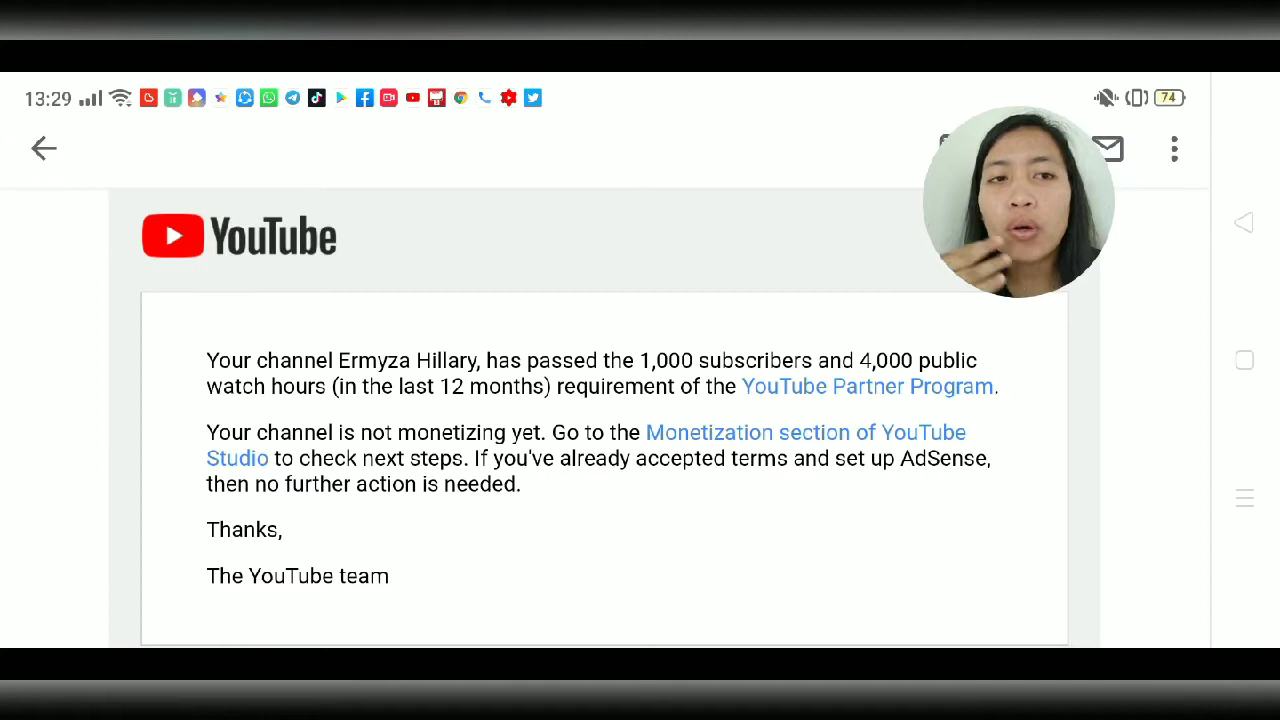 13:29
74
YouTube
Your channel Ermyza Hillary, has passed the 1,000 subscribers and 4,000 public
watch hours (in the last 12 months) requirement of the YouTube Partner Program.
Your channel is not monetizing yet. Go to the Monetization section of YouTube
Studio to check next steps. If you've already accepted terms and set up AdSense,
then no further action is needed.
Thanks,
The YouTube team